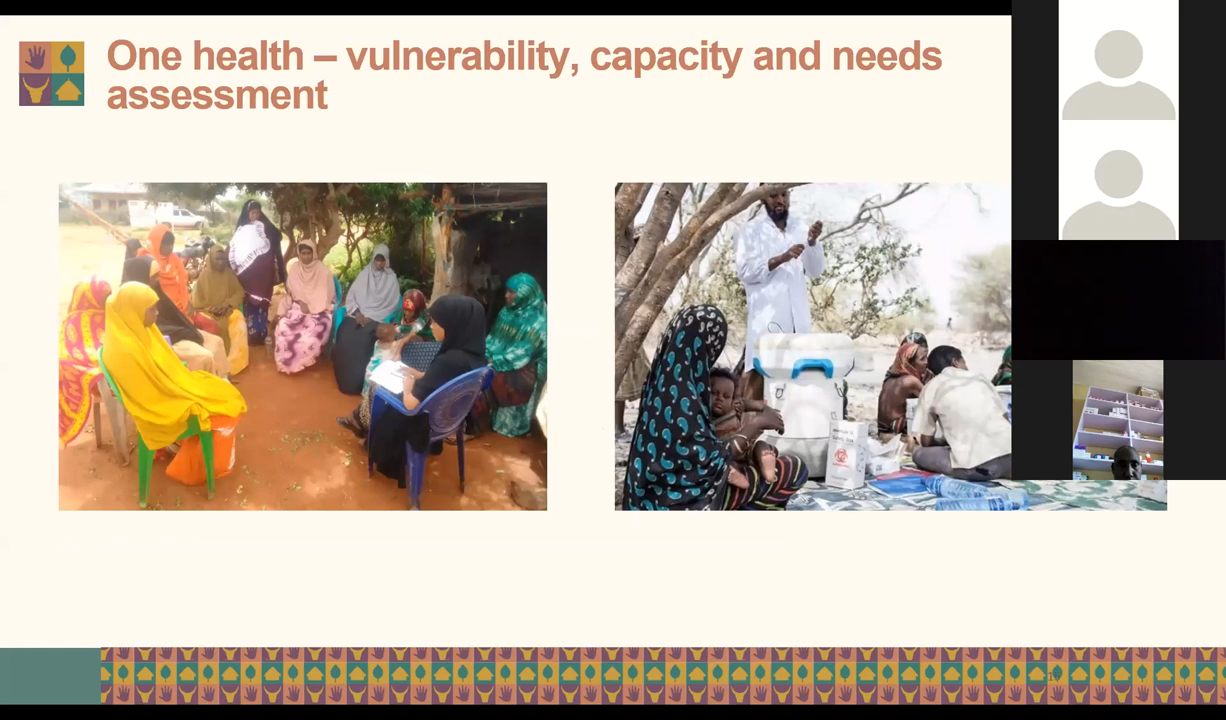 One health – vulnerability, capacity and needs
assessment